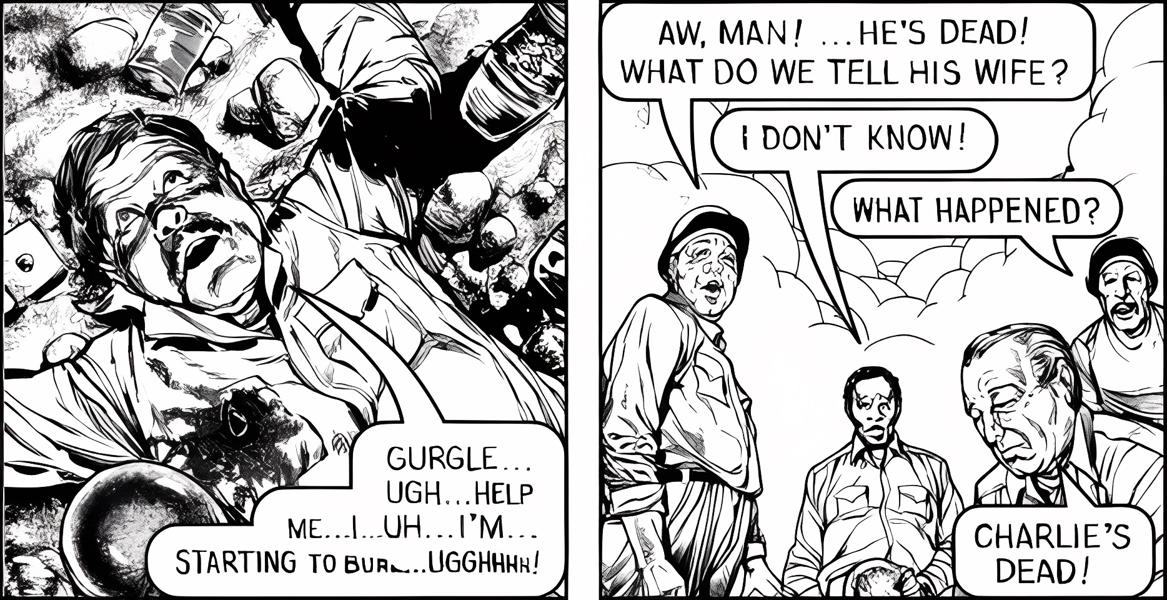 GURGLE...
UGH...HELP
ME...I...UH...I'M...
STARTING TO BUR...UGGHHHH!
AW, MAN! ...HE'S DEAD!
WHAT DO WE TELL HIS WIFE?
I DON'T KNOW!
WHAT HAPPENED?
CHARLIE'S
DEAD!